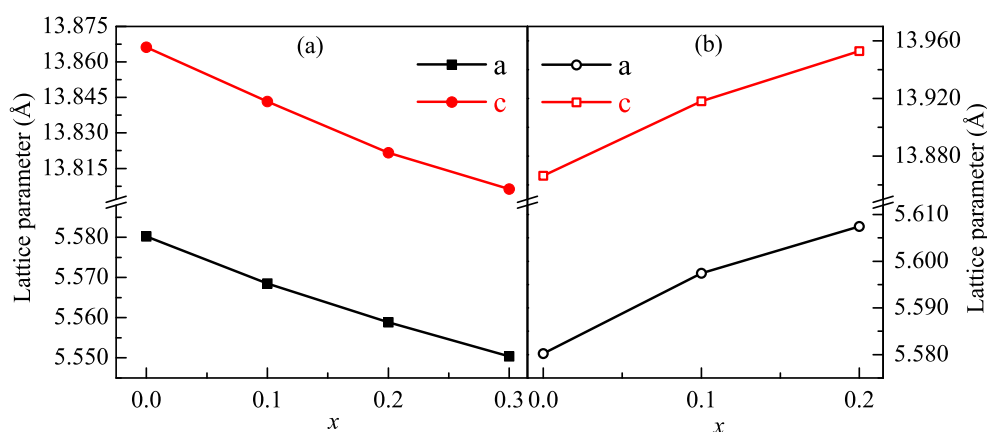 (a)
(b)
a
c
a
c
Lattice parameter (Å)
13.875
13.860
13.845
13.830
13.815
5.580
5.570
5.560
5.550
0.0 0.1 0.2 0.3
x
13.960
13.920
13.880
5.610
5.600
5.590
5.580
Lattice parameter (Å)
0.0 0.1 0.2
x